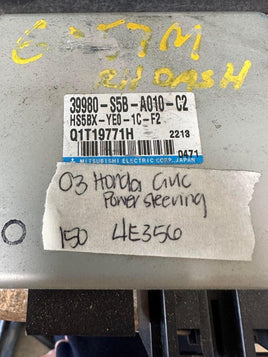 RH DASH
39980-S5B-A010-C2
HS5BX-YE0-1C-F2
Q1T19771H 2213
0471
MITSUBISHI ELECTRIC CORP. JAPAN
03 Honda Civic
Power steering
150 4E356